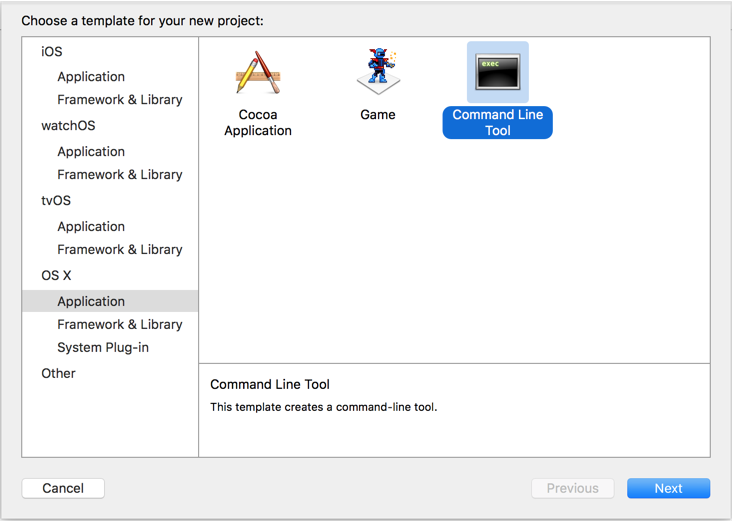 Choose a template for your new project:
iOS
Application
Framework & Library
watchOS
Application
Framework & Library
tvOS
Application
Framework & Library
OS X
Application
Framework & Library
System Plug-in
Other
Cocoa
Application
Game
exec
Command Line
Tool
Command Line Tool
This template creates a command-line tool.
Cancel
Previous
Next